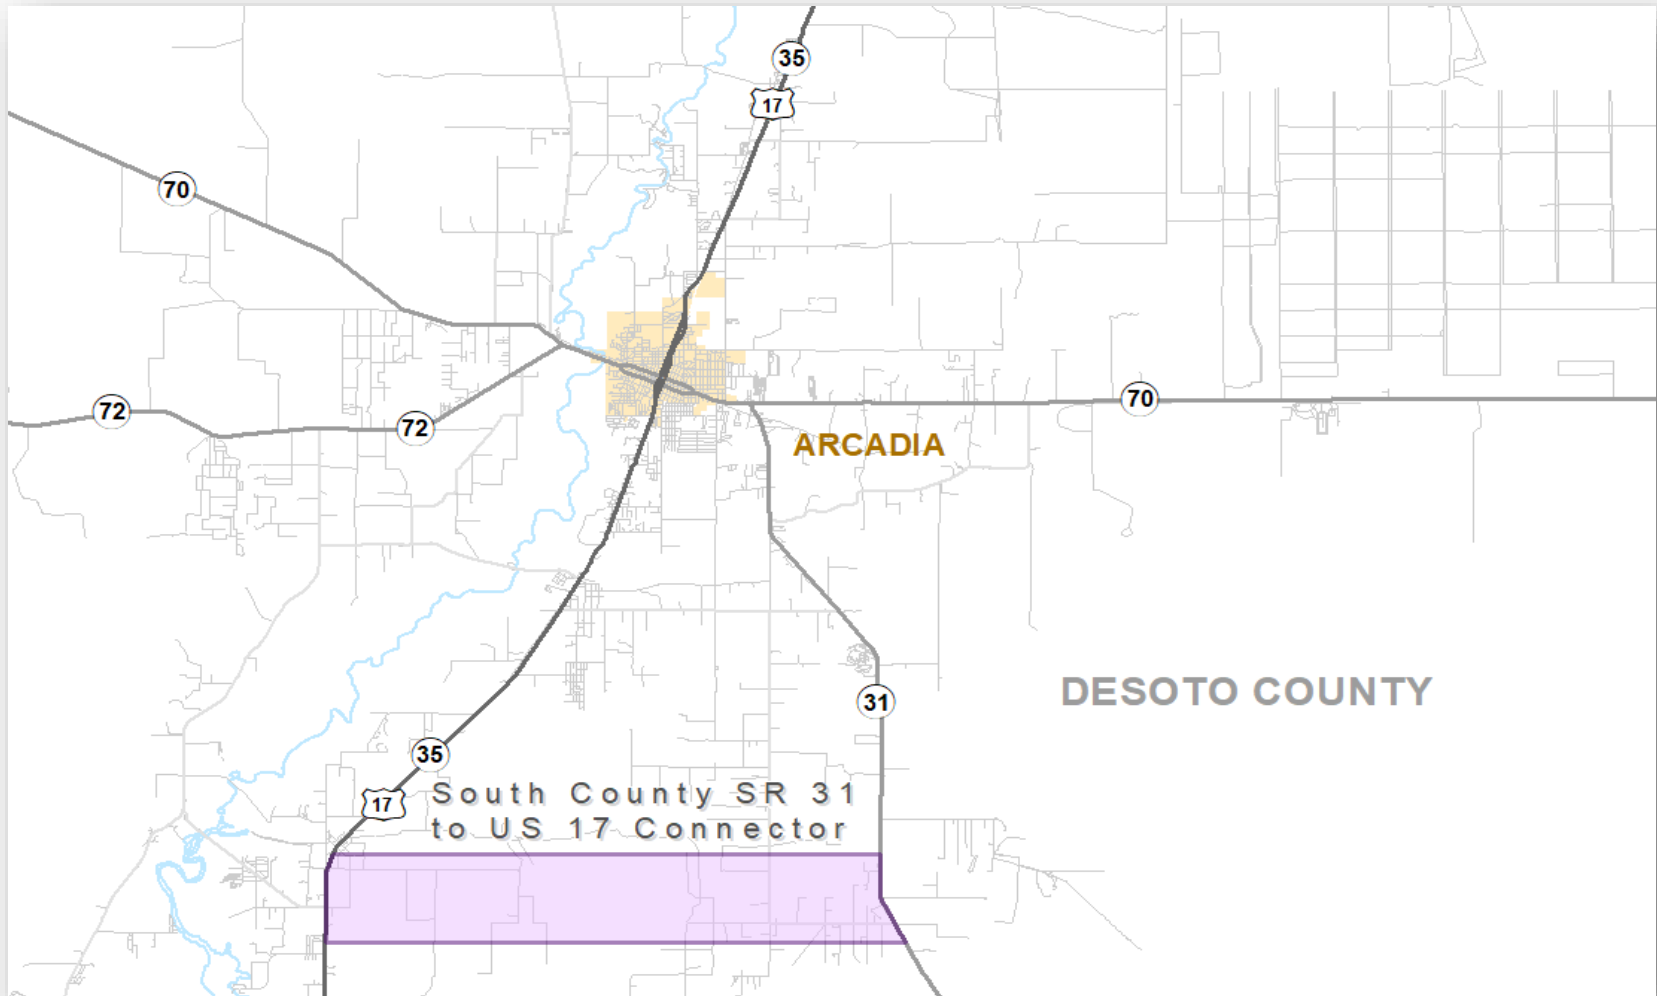 35
17
70
72
72
70
ARCADIA
DESOTO COUNTY
31
35
17
South County SR 31
to US 17 Connector